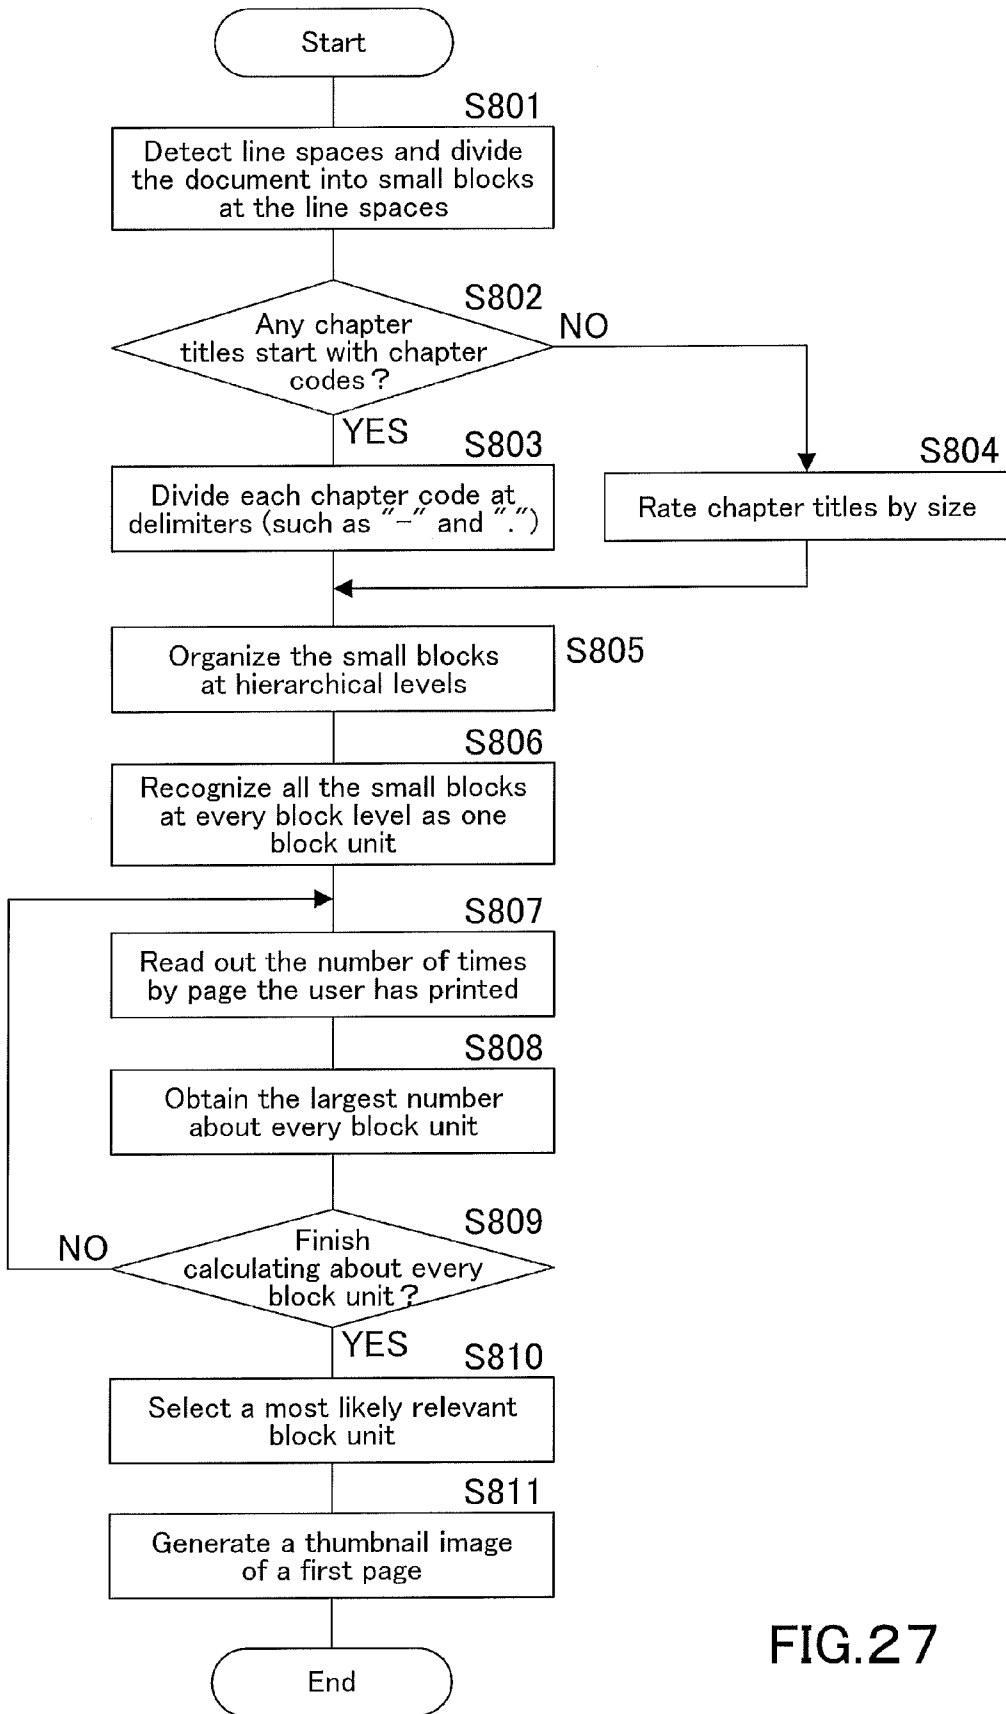 Start
S801
Detect line spaces and divide
the document into small blocks
at the line spaces
S802
Any chapter
titles start with chapter
codes?
NO
YES
S803
Divide each chapter code at
delimiters (such as "-" and ".")
S804
Rate chapter titles by size
Organize the small blocks
at hierarchical levels
S805
S806
Recognize all the small blocks
at every block level as one
block unit
S807
Read out the number of times
by page the user has printed
S808
Obtain the largest number
about every block unit
S809
Finish
calculating about every
block unit?
NO
YES
S810
Select a most likely relevant
block unit
S811
Generate a thumbnail image
of a first page
End
FIG.27